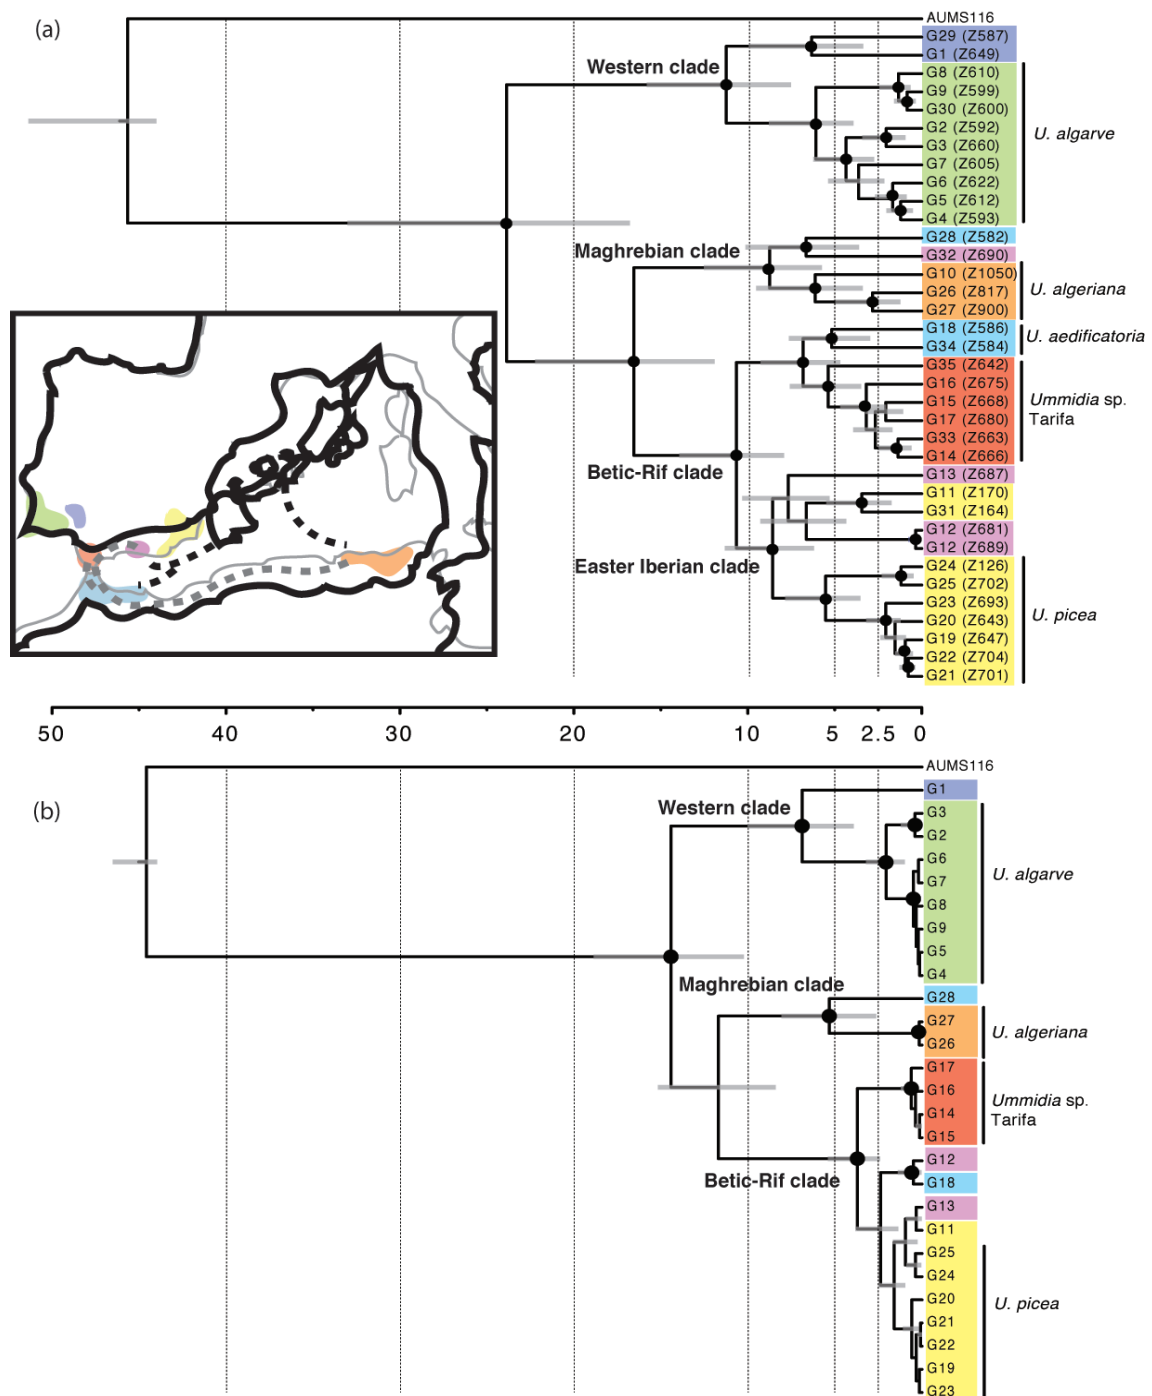 (a)
AUMS116
G29 (Z587)
G1 (Z649)
Western clade
G8 (Z610)
G9 (Z599)
G30 (Z600)
G2 (Z592)
U. algarve
G3 (Z660)
G7 (Z605)
G6 (Z622)
G5 (Z612)
G4 (Z593)
G28 (Z582)
Maghrebian clade
G32 (Z690)
G10 (Z1050)
G26 (Z817)
U. algeriana
G27 (Z900)
G18 (Z586)
U. aedificatoria
G34 (Z584)
G35 (Z642)
G16 (Z675)
G15 (Z668)
Ummidia sp.
Tarifa
G17 (Z680)
G33 (Z663)
G14 (Z666)
Betic-Rif clade
G13 (Z687)
G11 (Z170)
G31 (Z164)
G12 (Z681)
G12 (Z689)
Easter Iberian clade
G24 (Z126)
G25 (Z702)
G23 (Z693)
G20 (Z643)
U. picea
G19 (Z647)
G22 (Z704)
G21 (Z701)
50 40 30 20 10 5 2.5 0
AUMS116
(b)
G1
Western clade
G3
G2
G6
U. algarve
G7
G8
G9
G5
G4
Maghrebian clade
G28
G27
U. algeriana
G26
G17
G16
Ummidia sp.
Tarifa
G14
G15
G12
Betic-Rif clade
G18
G13
G11
G25
G24
G20
U. picea
G21
G22
G19
G23